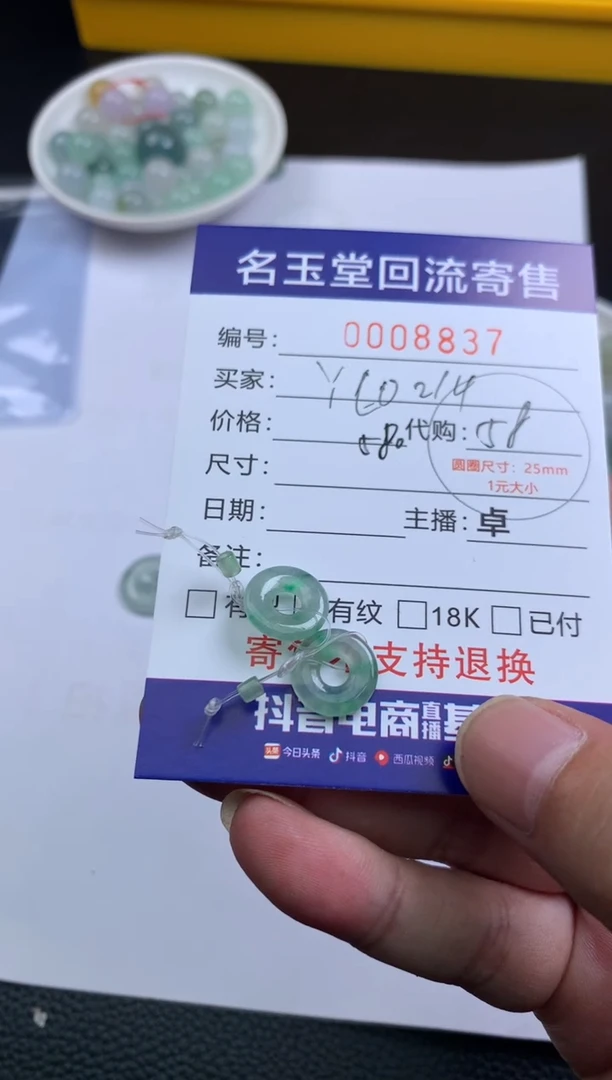 名玉堂回流寄售
编号: 0008837
买家:
价格: 580 代购: 58
尺寸:
圆圈尺寸: 25mm
1元大小
日期: 主播: 卓
备注:
有纹 18K 已付
支持退换
抖音电商直播基
今日头条 抖音 西瓜视频